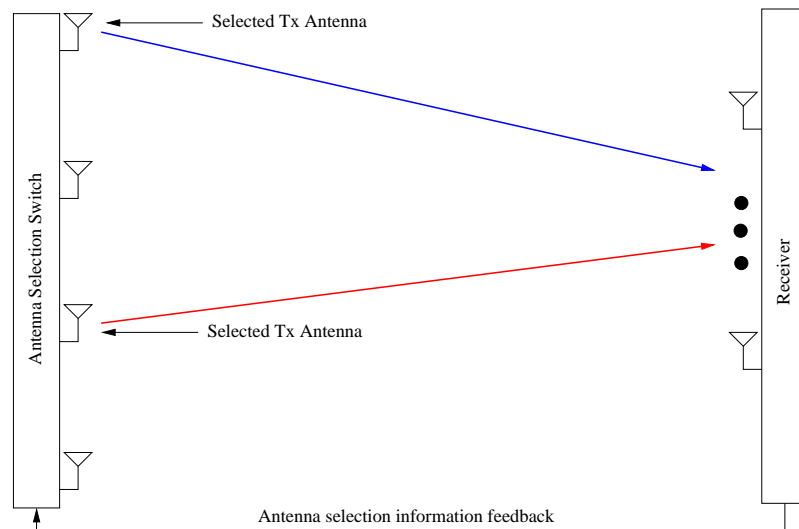 Selected Tx Antenna
Antenna Selection Switch
Receiver
Selected Tx Antenna
Antenna selection information feedback